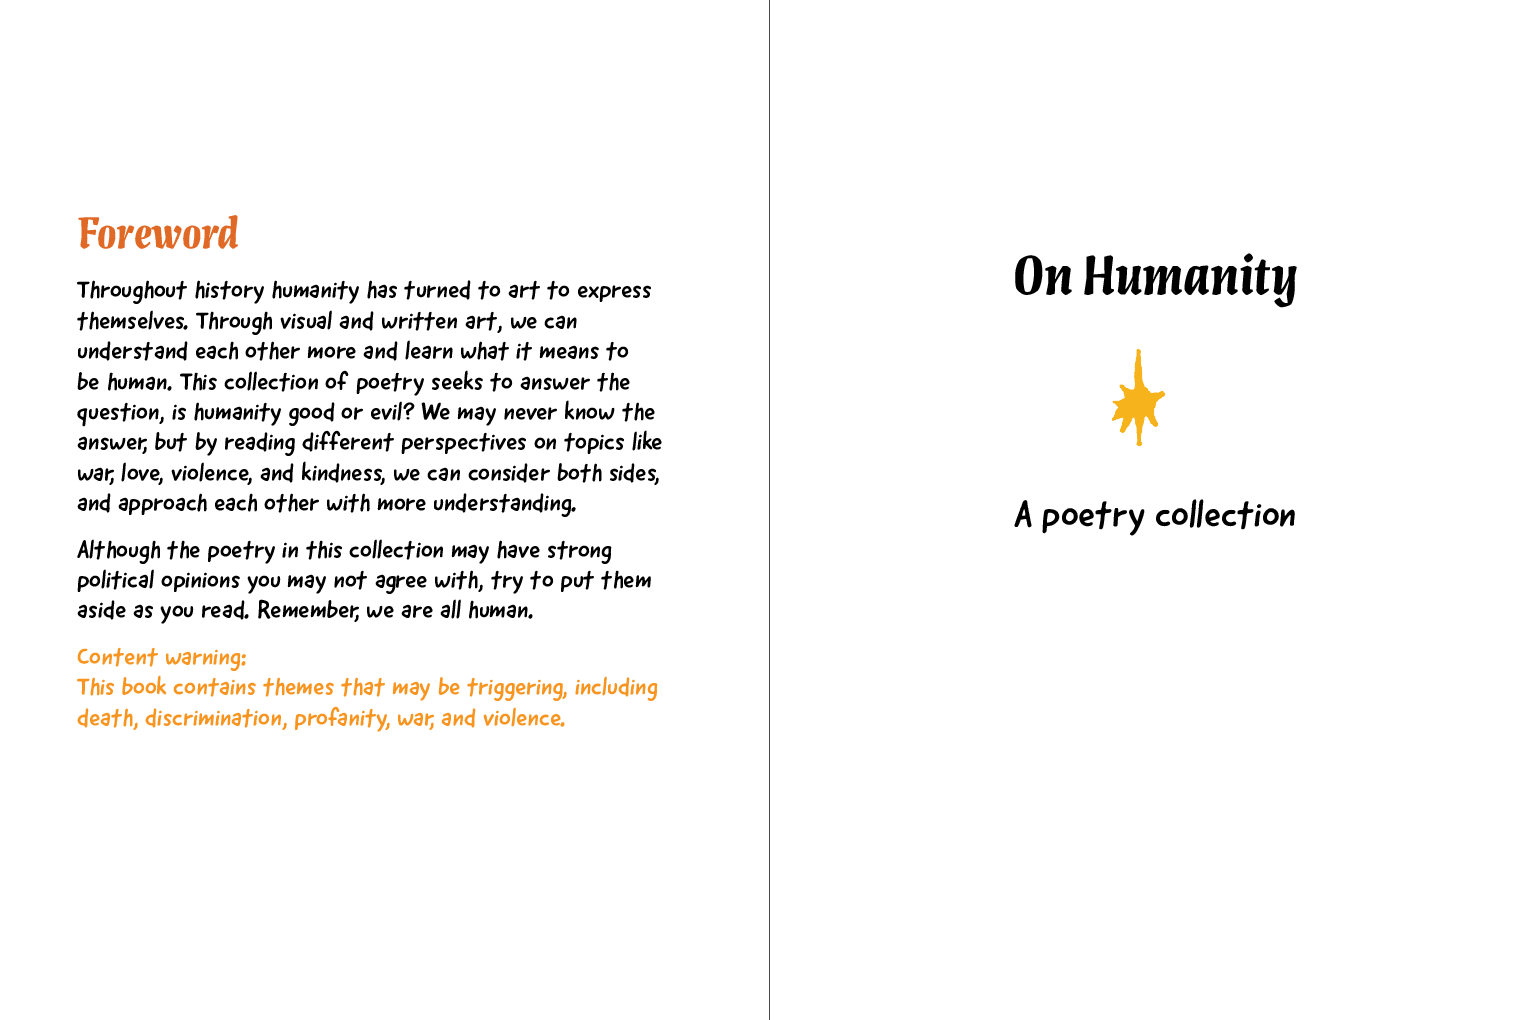 Foreword
Throughout history humanity has turned to art to express
themselves. Through visual and written art, we can
understand each other more and learn what it means to
be human. This collection of poetry seeks to answer the
question, is humanity good or evil? We may never know the
answer, but by reading different perspectives on topics like
war, love, violence, and kindness, we can consider both sides,
and approach each other with more understanding.
Although the poetry in this collection may have strong
political opinions you may not agree with, try to put them
aside as you read. Remember, we are all human.
Content warning:
This book contains themes that may be triggering, including
death, discrimination, profanity, war, and violence.
On Humanity
A poetry collection